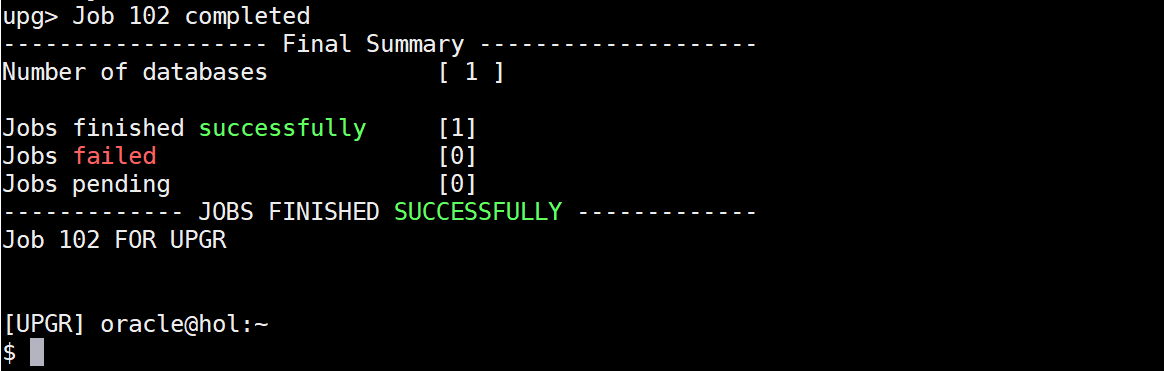 upg> Job 102 completed
------------------- Final Summary --------------------
Number of databases            [ 1 ]
Jobs finished successfully     [1]
Jobs failed                    [0]
Jobs pending                   [0]
------------- JOBS FINISHED SUCCESSFULLY -------------
Job 102 FOR UPGR
[UPGR] oracle@hol:~
$